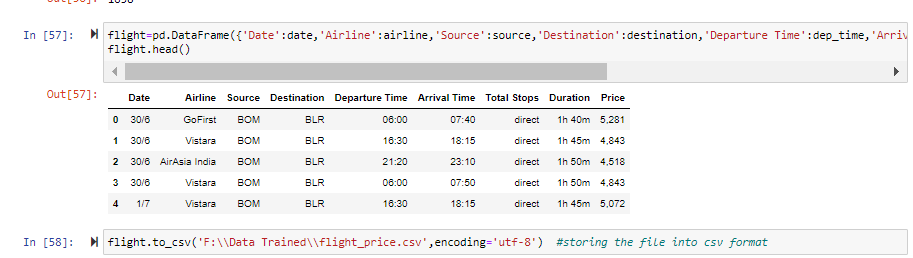 In [57]: flight=pd.DataFrame({'Date':date,'Airline':airline,'Source':source,'Destination':destination,'Departure Time':dep_time,'Arriv
flight.head()
Out[57]:
Date Airline Source Destination Departure Time Arrival Time Total Stops Duration Price
0 30/6 GoFirst BOM BLR 06:00 07:40 direct 1h 40m 5,281
1 30/6 Vistara BOM BLR 16:30 18:15 direct 1h 45m 4,843
2 30/6 AirAsia India BOM BLR 21:20 23:10 direct 1h 50m 4,518
3 30/6 Vistara BOM BLR 06:00 07:50 direct 1h 50m 4,843
4 1/7 Vistara BOM BLR 16:30 18:15 direct 1h 45m 5,072
In [58]: flight.to_csv('F:\\Data Trained\\flight_price.csv',encoding='utf-8') #storing the file into csv format